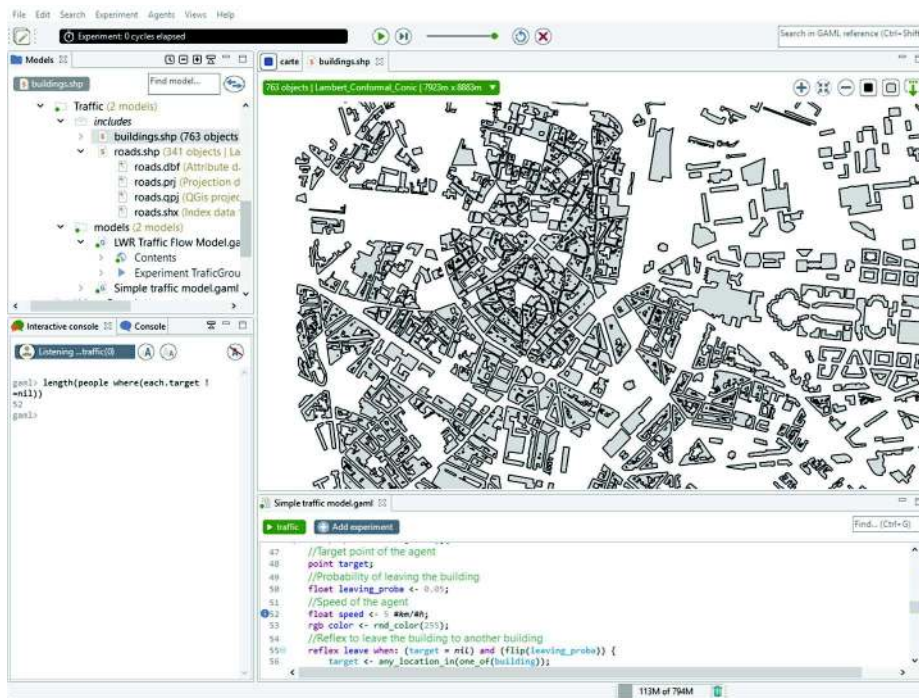 File Edit Search Experiment Agents Views Help
Experiment: 0 cycles elapsed
Search in GAML reference (Ctrl+Shift
Models
buildings.shp
Find model...
Traffic (2 models)
includes
buildings.shp (763 objects
roads.shp (341 objects | La
roads.dbf (Attribute da
roads.prj (Projection d
roads.qpj (QGis projec
roads.shx (Index data
models (2 models)
LWR Traffic Flow Model.ga
Contents
Experiment TraficGrou
Simple traffic model.gaml
Interactive console Console
Listening ...traffic(0)
gaml> length(people where(each.target !
=nil))
52
gaml>
carte buildings.shp
763 objects | Lambert_Conformal_Conic | 7923m x 8883m
Simple traffic model.gaml
traffic Add experiment
Find... (Ctrl+G)
47 //Target point of the agent
48 point target;
49 //Probability of leaving the building
50 float leaving_proba <- 0.05;
51 //Speed of the agent
52 float speed <- 5 #km/#h;
53 rgb color <- rnd_color(255);
54 //Reflex to leave the building to another building
55 reflex leave when: (target = nil) and (flip(leaving_proba)) {
56 target <- any_location_in(one_of(building));
113M of 794M